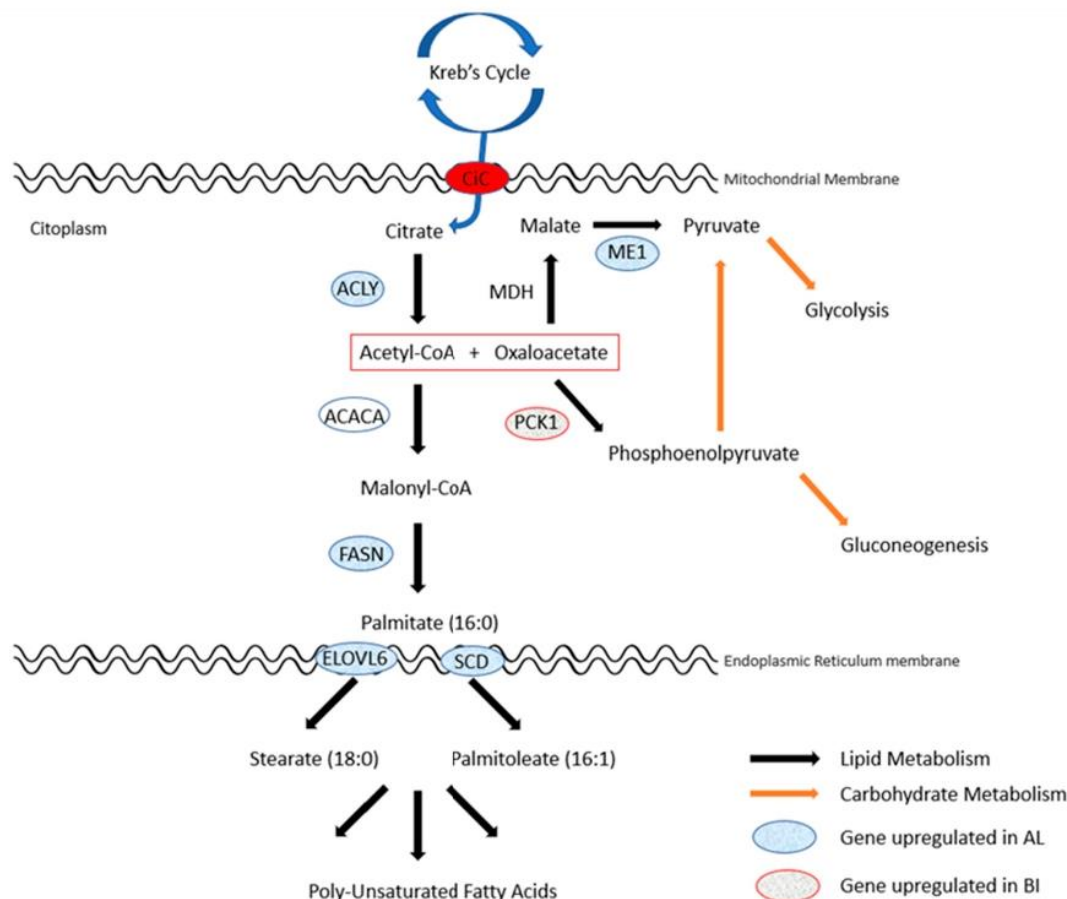 Kreb's Cycle
CiC
Mitochondrial Membrane
Citoplasm
Citrate
Malate
Pyruvate
ME1
ACLY
MDH
Glycolysis
Acetyl-CoA + Oxaloacetate
ACACA
PCK1
Phosphoenolpyruvate
Malonyl-CoA
Gluconeogenesis
FASN
Palmitate (16:0)
ELOVL6
SCD
Endoplasmic Reticulum membrane
Stearate (18:0)
Palmitoleate (16:1)
Lipid Metabolism
Carbohydrate Metabolism
Gene upregulated in AL
Gene upregulated in BI
Poly-Unsaturated Fatty Acids